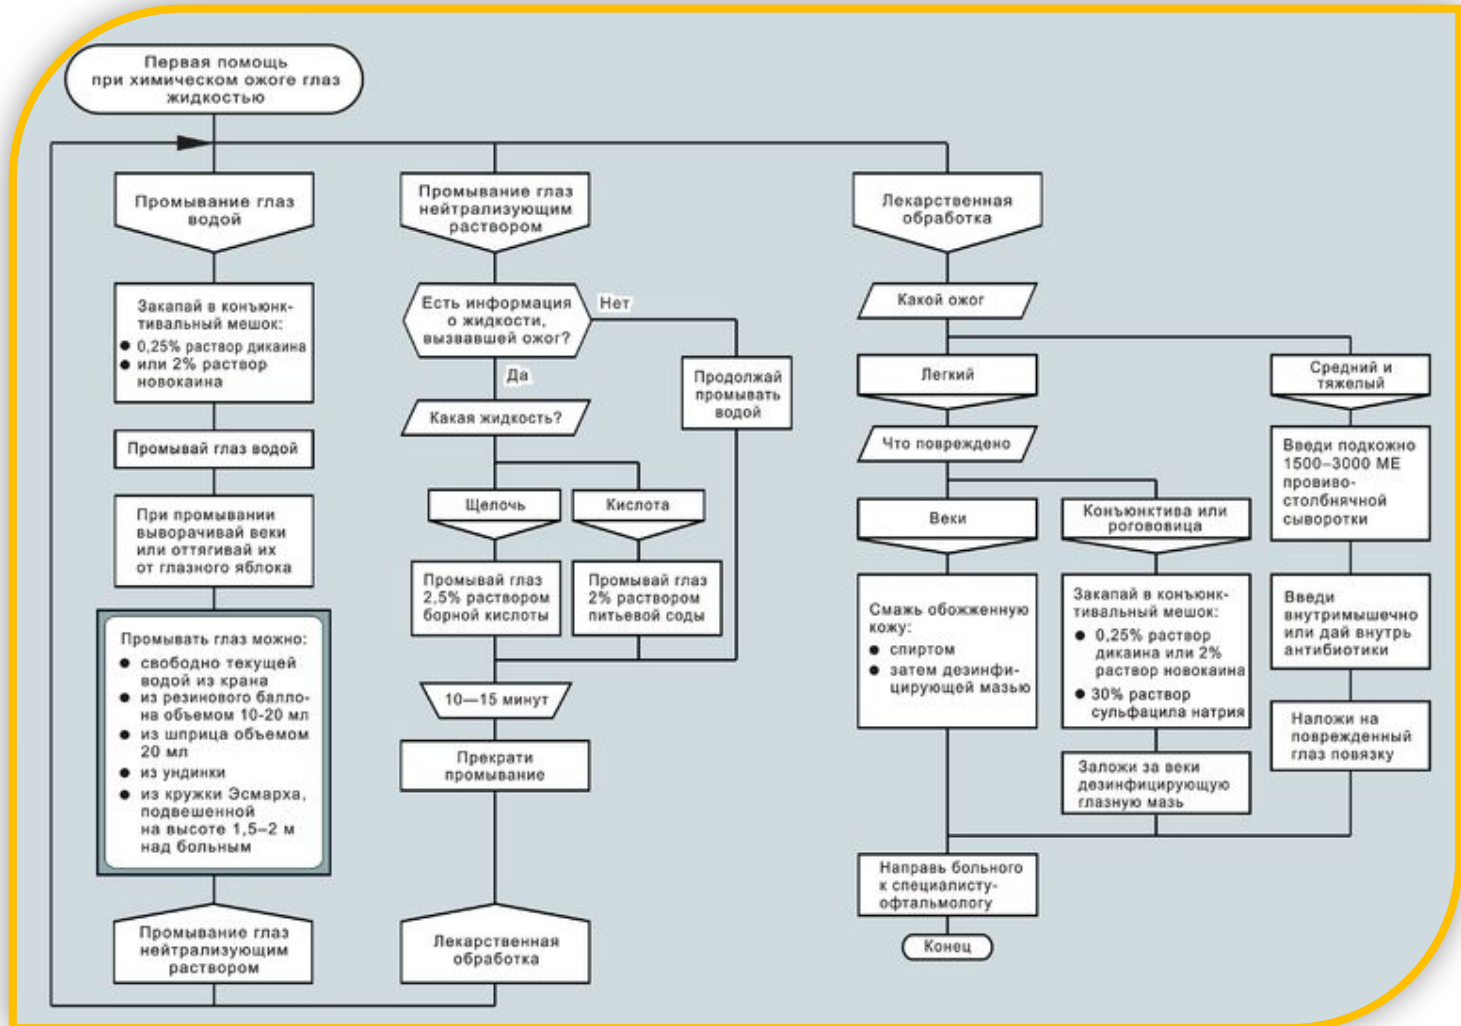 Первая помощь
при химическом ожоге глаз
жидкостью
Промывание глаз
водой
Закапай в конъюнк-
тивальный мешок:
● 0,25% раствор дикаина
● или 2% раствор
новокаина
Промывай глаз водой
При промывании
выворачивай веки
или оттягивай их
от глазного яблока
Промывать глаз можно:
● свободно текущей
водой из крана
● из резинового балло-
на объемом 10-20 мл
● из шприца объемом
20 мл
● из ундинки
● из кружки Эсмарха,
подвешенной
на высоте 1,5–2 м
над больным
Промывание глаз
нейтрализующим
раствором
Промывание глаз
нейтрализующим
раствором
Есть информация
о жидкости,
вызвавшей ожог?
Нет
Да
Продолжай
промывать
водой
Какая жидкость?
Щелочь
Кислота
Промывай глаз
2,5% раствором
борной кислоты
Промывай глаз
2% раствором
питьевой соды
10—15 минут
Прекрати
промывание
Лекарственная
обработка
Лекарственная
обработка
Какой ожог
Легкий
Средний и
тяжелый
Что повреждено
Веки
Конъюнктива или
рогововица
Смажь обожженную
кожу:
● спиртом
● затем дезинфи-
цирующей мазью
Закапай в конъюнк-
тивальный мешок:
● 0,25% раствор
дикаина или 2%
раствор новокаина
● 30% раствор
сульфацила натрия
Заложи за веки
дезинфицирующую
глазную мазь
Введи подкожно
1500–3000 МЕ
провиво-
столбнячной
сыворотки
Введи
внутримышечно
или дай внутрь
антибиотики
Наложи на
поврежденный
глаз повязку
Направь больного
к специалисту-
офтальмологу
Конец